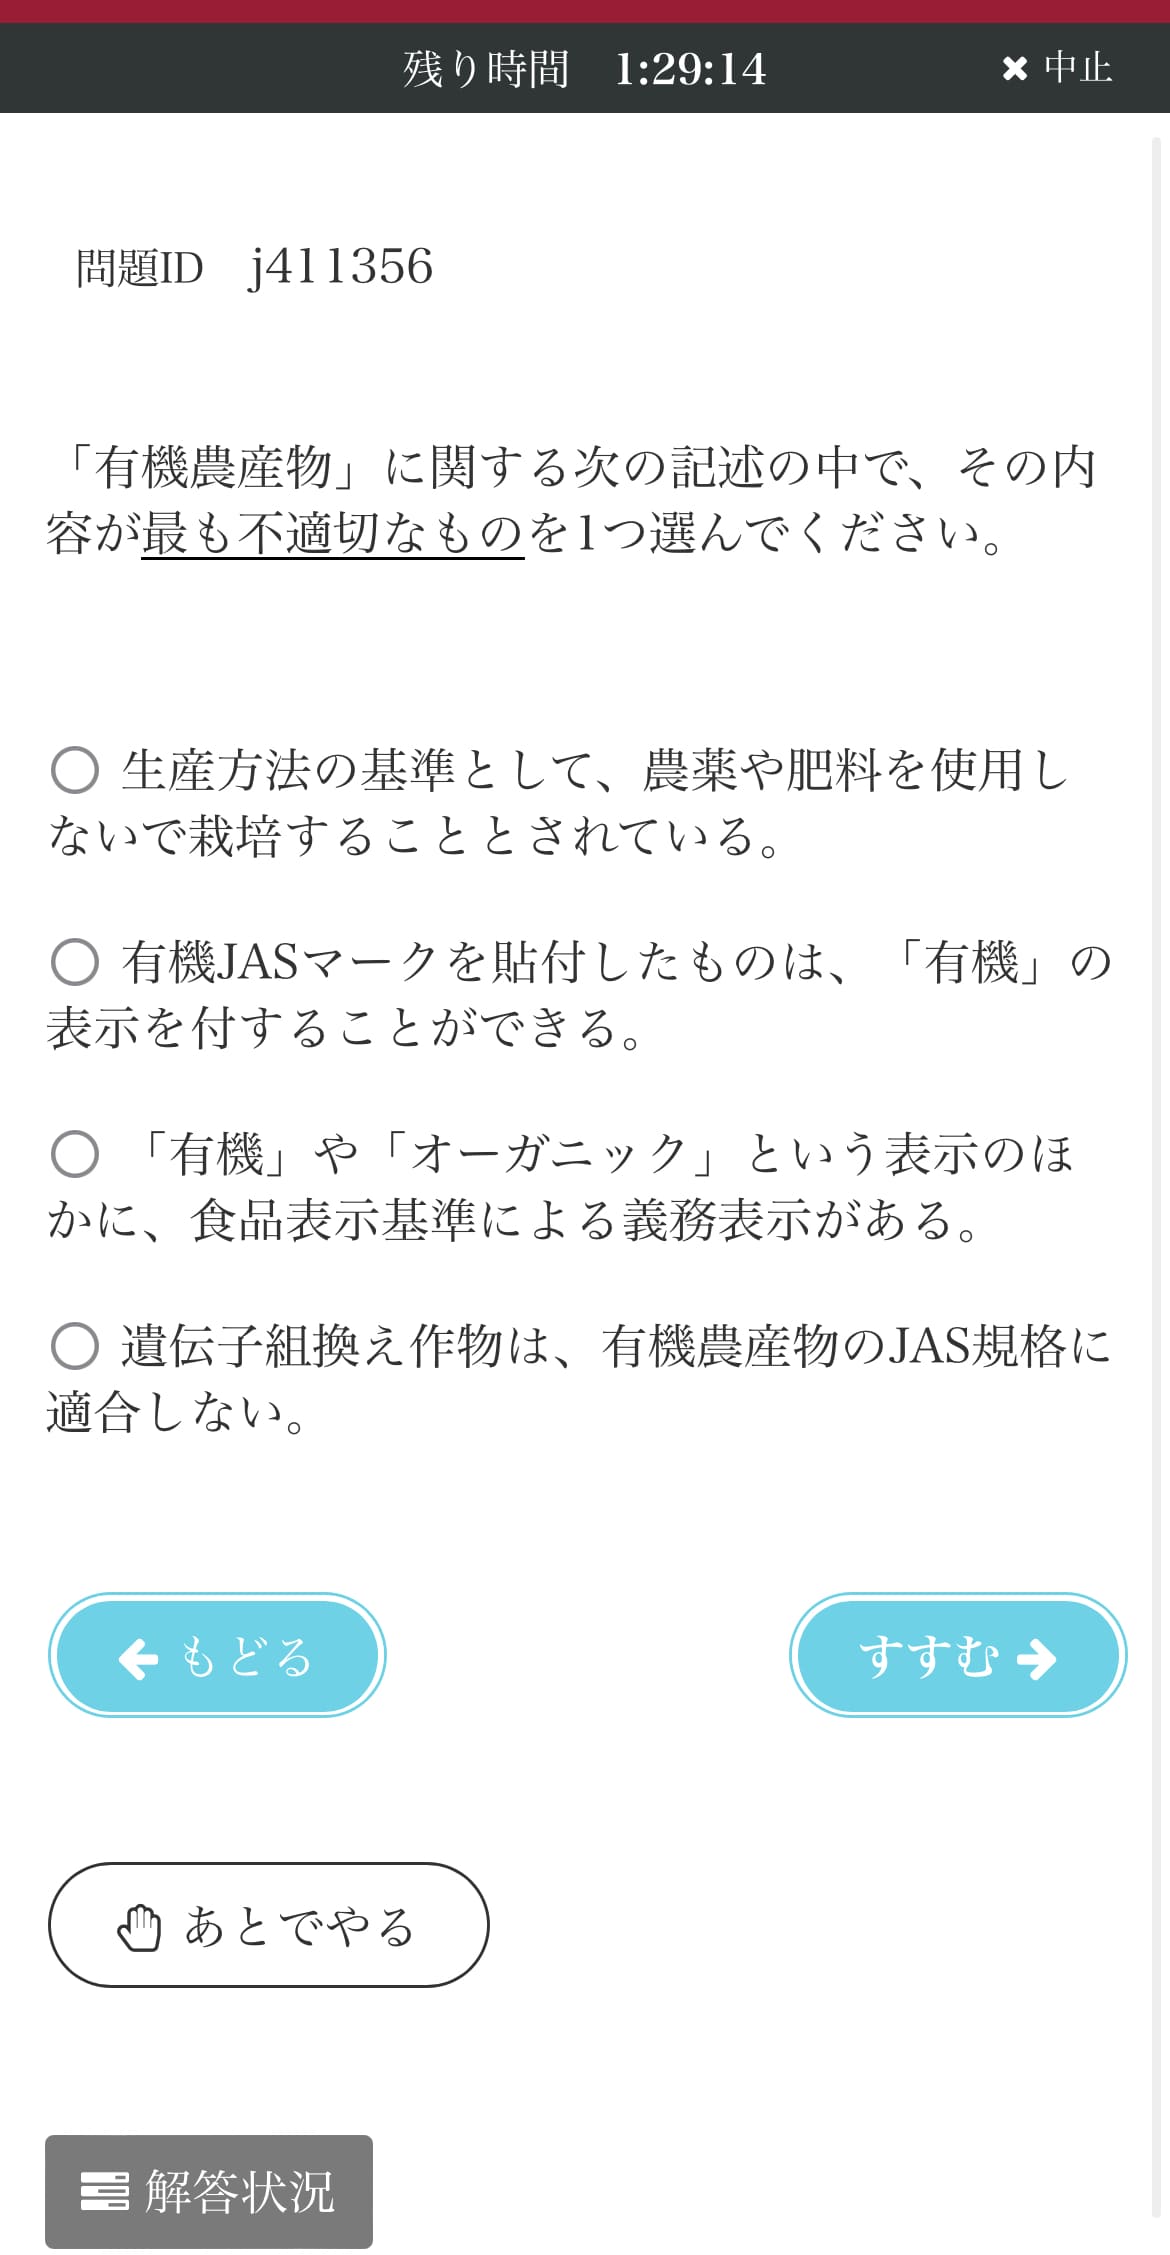 残り時間　1:29:14
中止
問題ID　j411356
「有機農産物」に関する次の記述の中で、その内
容が最も不適切なものを1つ選んでください。
生産方法の基準として、農薬や肥料を使用し
ないで栽培することとされている。
有機JASマークを貼付したものは、「有機」の
表示を付することができる。
「有機」や「オーガニック」という表示のほ
かに、食品表示基準による義務表示がある。
遺伝子組換え作物は、有機農産物のJAS規格に
適合しない。
もどる
すすむ
あとでやる
解答状況